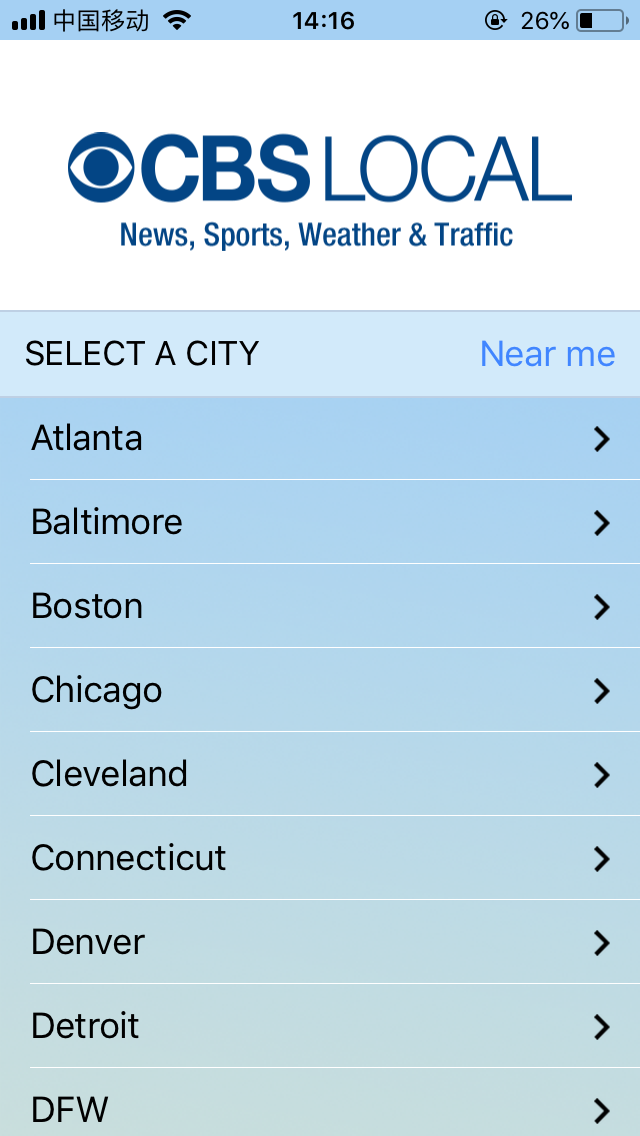 中国移动 14:16 26%
CBS LOCAL
News, Sports, Weather & Traffic
SELECT A CITY Near me
Atlanta
Baltimore
Boston
Chicago
Cleveland
Connecticut
Denver
Detroit
DFW